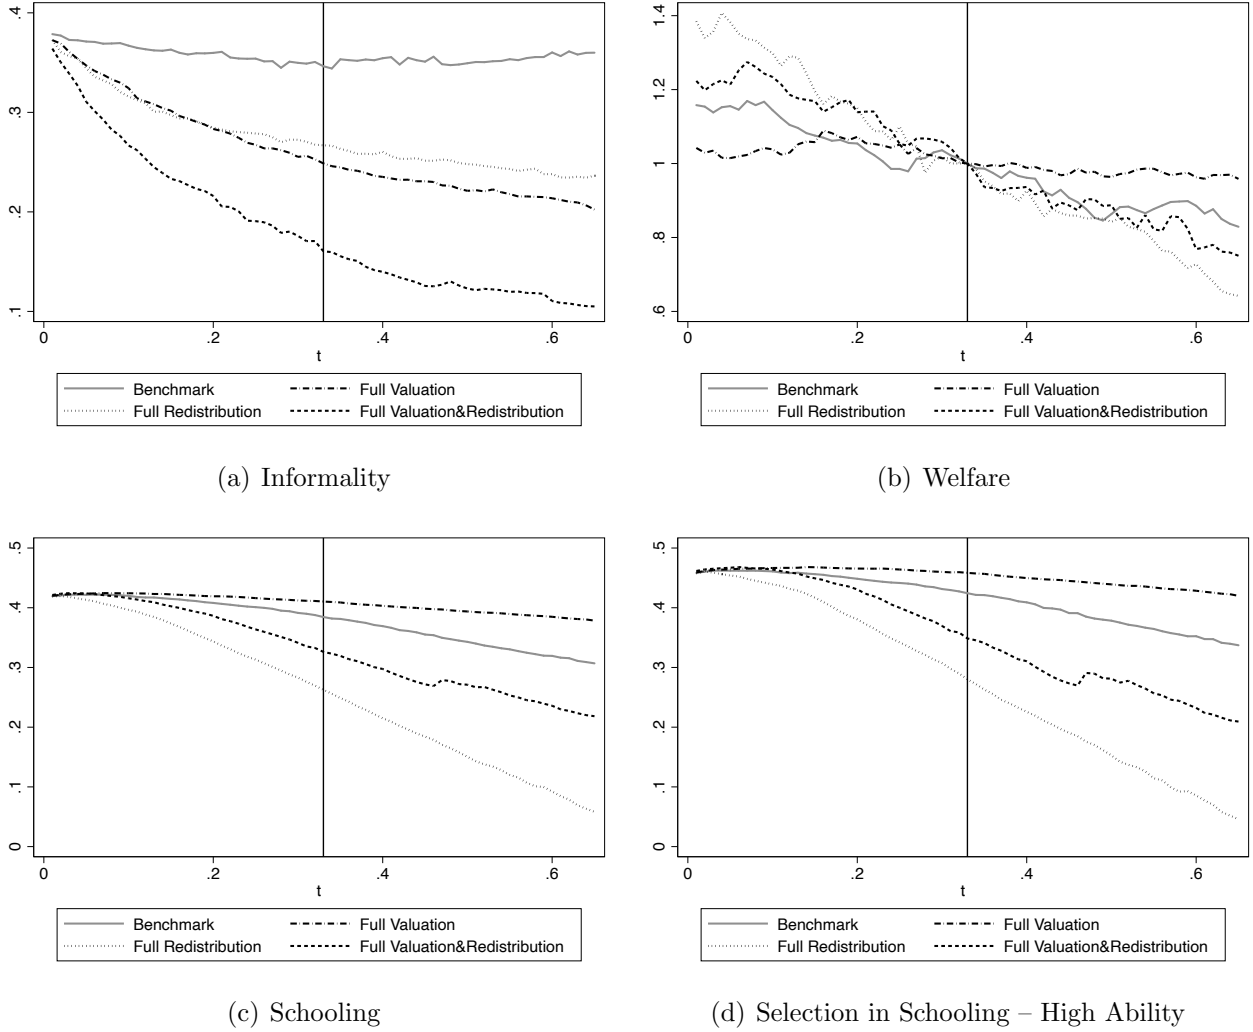 .4
.3
.2
.1
0 .2 .4 .6
t
Benchmark Full Valuation
Full Redistribution Full Valuation&Redistribution
(a) Informality
1.4
1.2
1
.8
.6
0 .2 .4 .6
t
Benchmark Full Valuation
Full Redistribution Full Valuation&Redistribution
(b) Welfare
.5
.4
.3
.2
.1
0
0 .2 .4 .6
t
Benchmark Full Valuation
Full Redistribution Full Valuation&Redistribution
(c) Schooling
.5
.4
.3
.2
.1
0
0 .2 .4 .6
t
Benchmark Full Valuation
Full Redistribution Full Valuation&Redistribution
(d) Selection in Schooling – High Ability